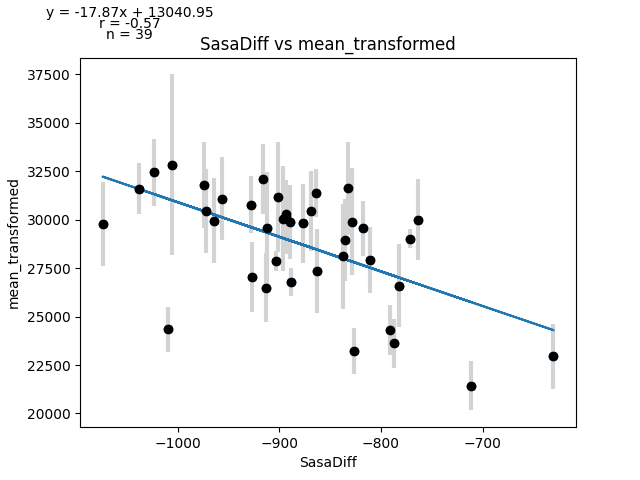 y = -17.87x + 13040.95
r = -0.57
n = 39
SasaDiff vs mean_transformed
37500
35000
32500
30000
27500
25000
22500
20000
mean_transformed
−1000
−900
−800
−700
SasaDiff